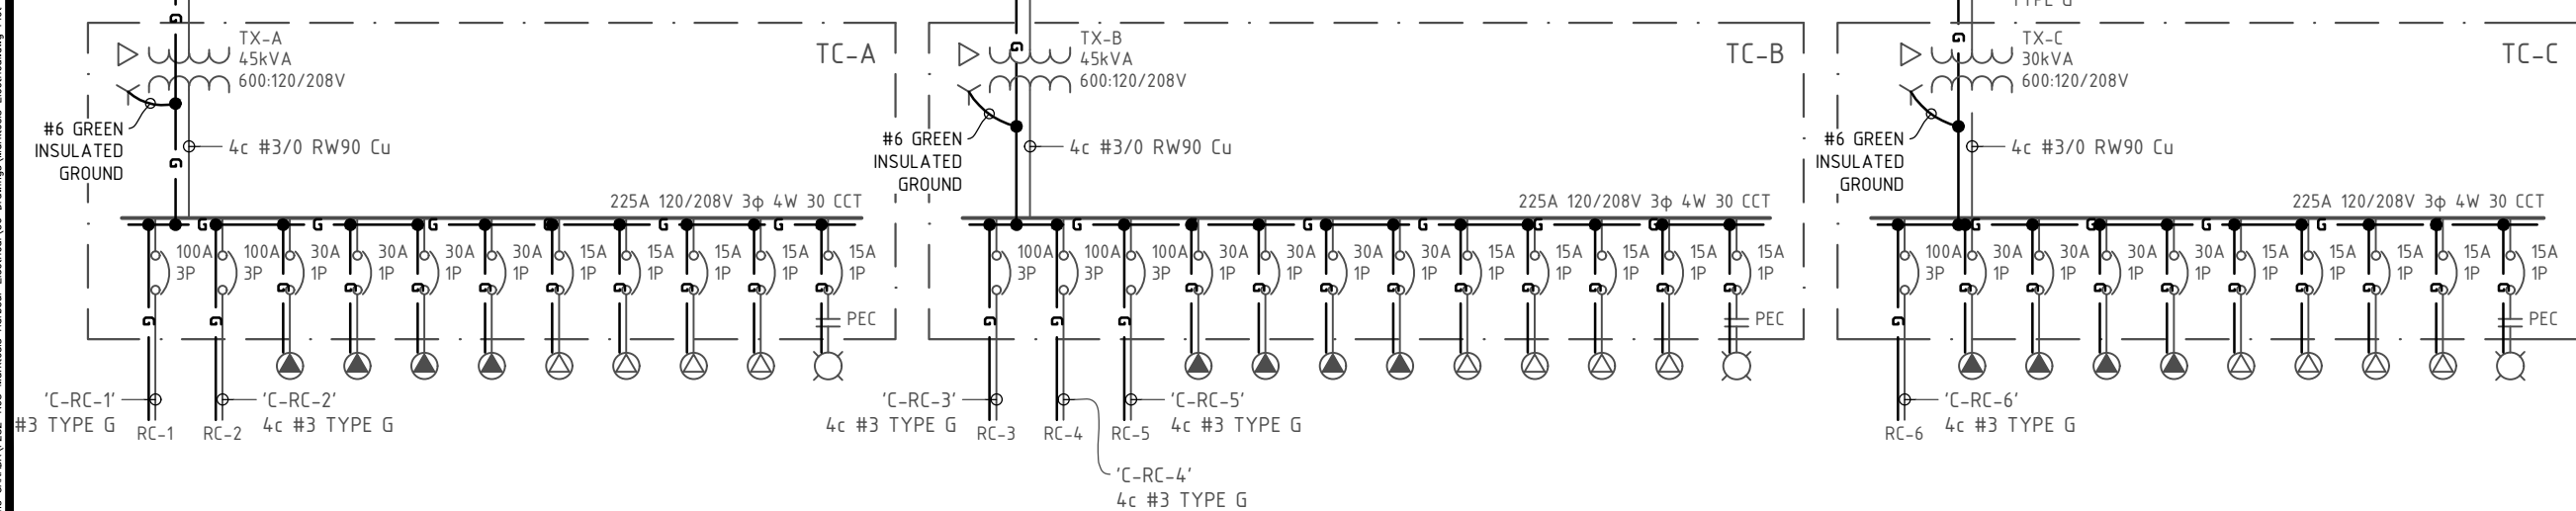 TYPE G
G
G
G
TX-A
45kVA
600:120/208V
TC-A
TX-B
45kVA
600:120/208V
TC-B
TX-C
30kVA
600:120/208V
TC-C
#6 GREEN
INSULATED
GROUND
4c #3/0 RW90 Cu
G
#6 GREEN
INSULATED
GROUND
4c #3/0 RW90 Cu
#6 GREEN
INSULATED
GROUND
4c #3/0 RW90 Cu
225A 120/208V 3ϕ 4W 30 CCT
225A 120/208V 3ϕ 4W 30 CCT
225A 120/208V 3ϕ 4W 30 CCT
G G G G G G
G G G G
G G G G
100A 100A 30A 30A 30A 30A 15A 15A 15A 15A 15A
3P 3P 1P 1P 1P 1P 1P 1P 1P 1P 1P
100A 100A 100A 30A 30A 30A 30A 15A 15A 15A 15A 15A
3P 3P 3P 1P 1P 1P 1P 1P 1P 1P 1P 1P
100A 30A 30A 30A 30A 15A 15A 15A 15A 15A
3P 1P 1P 1P 1P 1P 1P 1P 1P 1P
G G G G G G G G G
G G G G G G G G G
G G G G G G G G G
G G PEC
G G G PEC
G PEC
'C-RC-1'
#3 TYPE G
RC-1
RC-2
'C-RC-2'
4c #3 TYPE G
'C-RC-3'
4c #3 TYPE G
RC-3
RC-4
RC-5
'C-RC-5'
4c #3 TYPE G
'C-RC-4'
4c #3 TYPE G
RC-6
'C-RC-6'
4c #3 TYPE G